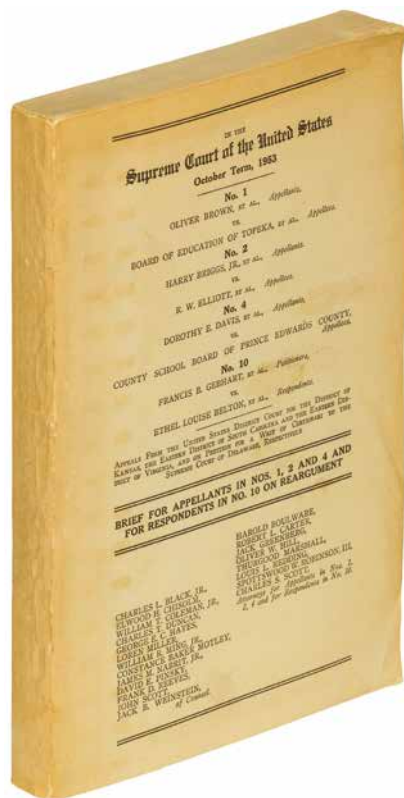 IN THE
Supreme Court of the United States
October Term, 1953
No. 1
OLIVER BROWN, ET AL., Appellants,
vs.
BOARD OF EDUCATION OF TOPEKA, ET AL., Appellees.
No. 2
HARRY BRIGGS, JR., ET AL., Appellants,
vs.
R. W. ELLIOTT, ET AL., Appellees.
No. 4
DOROTHY E. DAVIS, ET AL., Appellants,
vs.
COUNTY SCHOOL BOARD OF PRINCE EDWARDS COUNTY,
Appellees.
No. 10
FRANCIS B. GEBHART, ET AL., Petitioners,
vs.
ETHEL LOUISE BELTON, ET AL., Respondents.
APPEALS FROM THE UNITED STATES DISTRICT COURT FOR THE DISTRICT OF
KANSAS, THE EASTERN DISTRICT OF SOUTH CAROLINA AND THE EASTERN DIS-
TRICT OF VIRGINIA, AND ON PETITION FOR A WRIT OF CERTIORARI TO THE
SUPREME COURT OF DELAWARE, RESPECTIVELY
BRIEF FOR APPELLANTS IN NOS. 1, 2 AND 4 AND
FOR RESPONDENTS IN NO. 10 ON REARGUMENT
CHARLES L. BLACK, JR.,
ELWOOD H. CHISOLM,
WILLIAM T. COLEMAN, JR.,
CHARLES T. DUNCAN,
GEORGE E. C. HAYES,
LOREN MILLER,
WILLIAM R. MING, JR.,
CONSTANCE BAKER MOTLEY,
JAMES M. NABRIT, JR.,
DAVID E. PINSKY,
FRANK D. REEVES,
JOHN SCOTT,
JACK B. WEINSTEIN,
of Counsel.
HAROLD BOULWARE,
ROBERT L. CARTER,
JACK GREENBERG,
OLIVER W. HILL,
THURGOOD MARSHALL,
LOUIS L. REDDING,
SPOTTSWOOD W. ROBINSON, III,
CHARLES S. SCOTT,
Attorneys for Appellants in Nos. 1,
2, 4 and for Respondents in No. 10.